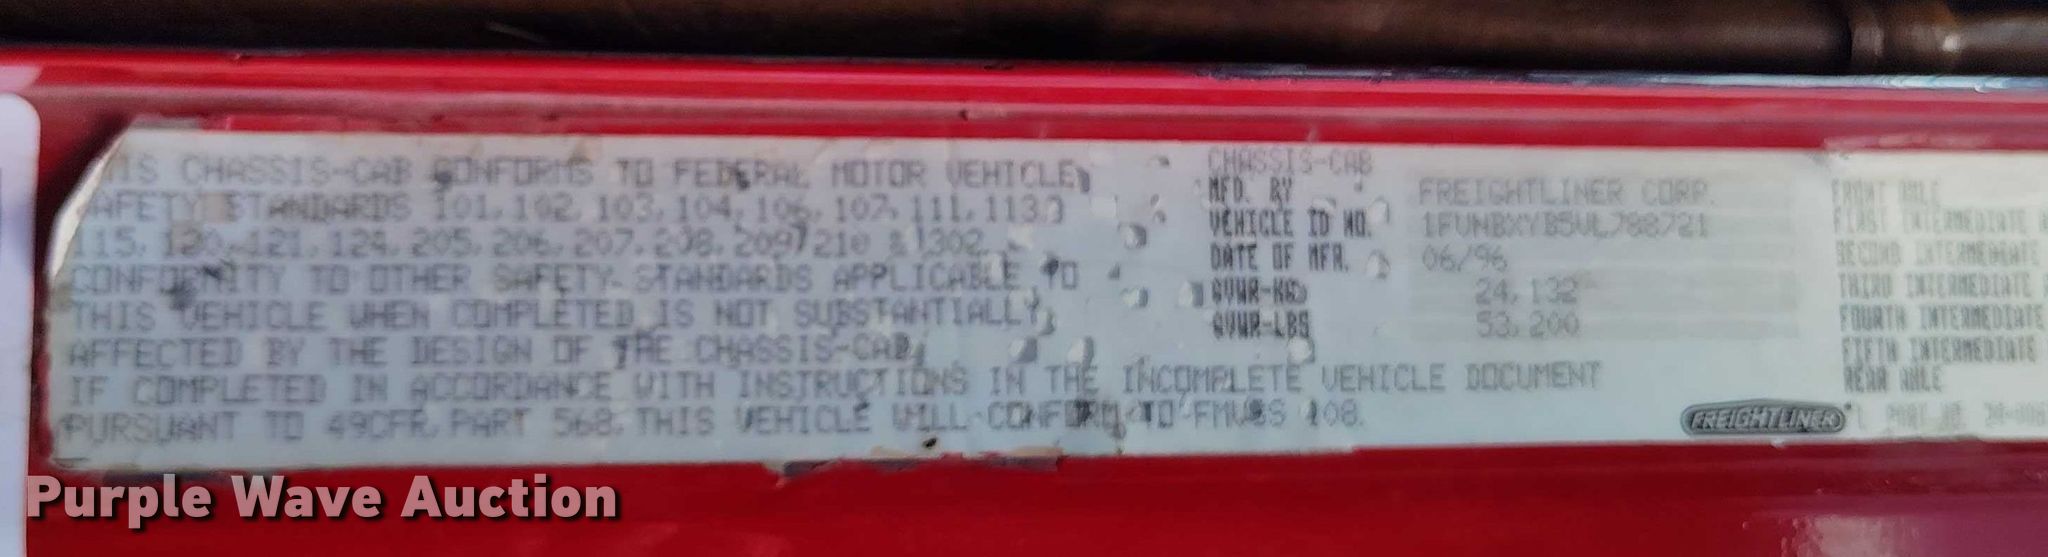 THIS CHASSIS-CAB CONFORMS TO FEDERAL MOTOR VEHICLE
SAFETY STANDARDS 101, 102, 103, 104, 106, 107, 111, 113,
115, 120, 121, 124, 205, 206, 207, 208, 209, 210 & 302.
CONFORMITY TO OTHER SAFETY STANDARDS APPLICABLE TO
THIS VEHICLE WHEN COMPLETED IS NOT SUBSTANTIALLY
AFFECTED BY THE DESIGN OF THE CHASSIS-CAB.
IF COMPLETED IN ACCORDANCE WITH INSTRUCTIONS IN THE INCOMPLETE VEHICLE DOCUMENT
PURSUANT TO 49CFR, PART 568, THIS VEHICLE WILL CONFORM TO FMVSS 108.
CHASSIS-CAB
MFD. BY FREIGHTLINER CORP.
VEHICLE ID NO. 1FVNBXYB5VL788721
DATE OF MFR. 06/96
GVWR-KG 24,132
GVWR-LBS 53,200
FREIGHTLINER
FRONT AXLE
FIRST INTERMEDIATE
SECOND INTERMEDIATE
THIRD INTERMEDIATE
FOURTH INTERMEDIATE
FIFTH INTERMEDIATE
REAR AXLE
PART NO.
Purple Wave Auction